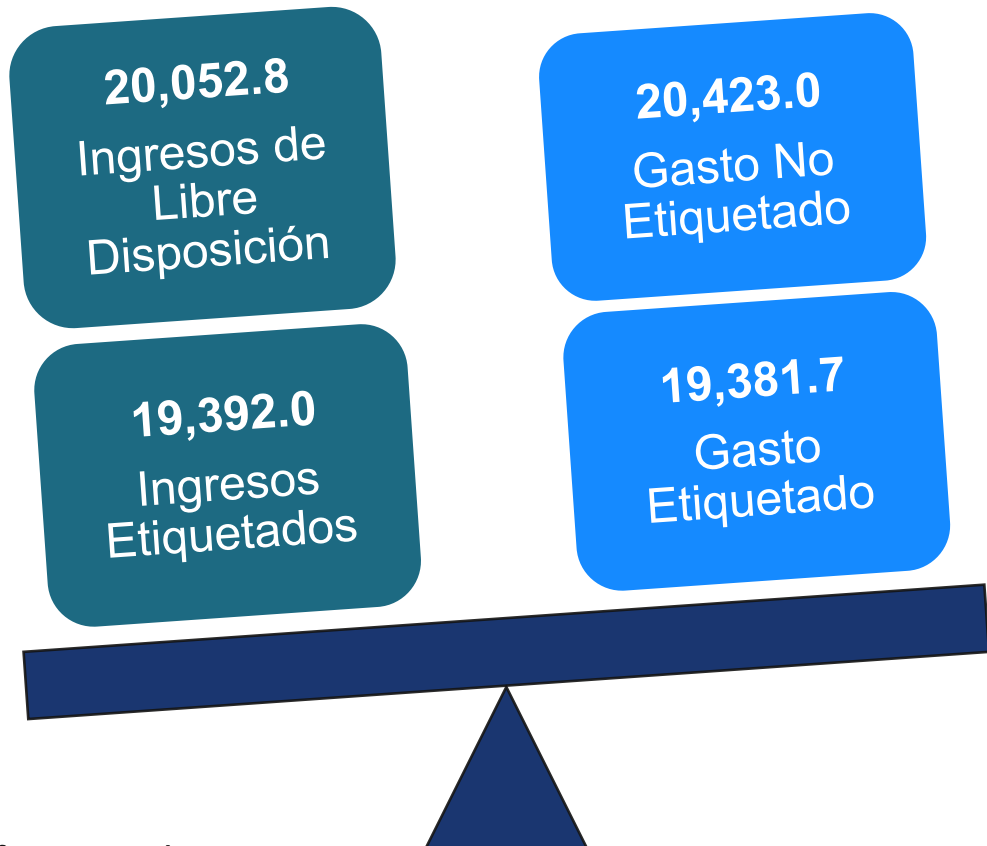 20,052.8
Ingresos de
Libre
Disposición
19,392.0
Ingresos
Etiquetados
20,423.0
Gasto No
Etiquetado
19,381.7
Gasto
Etiquetado